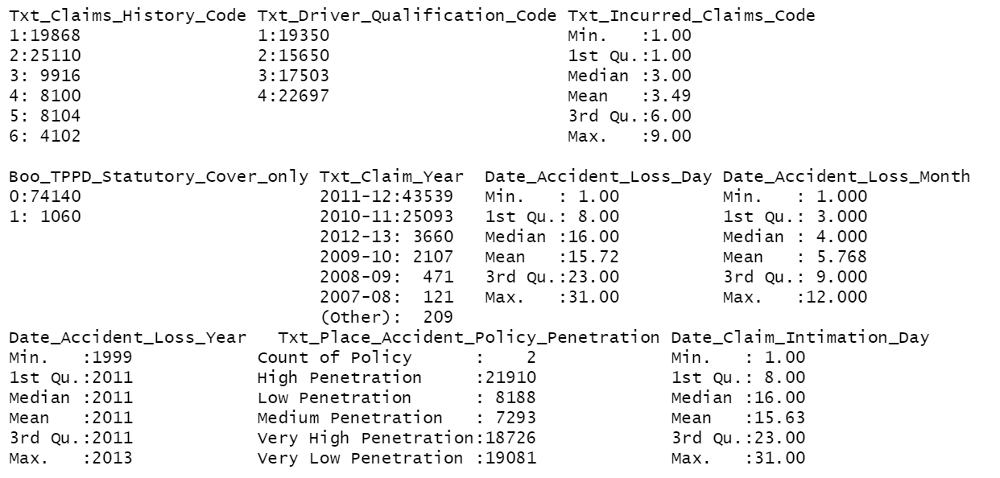 Txt_Claims_History_Code Txt_Driver_Qualification_Code Txt_Incurred_Claims_Code
1:19868                 1:19350                       Min.   :1.00
2:25110                 2:15650                       1st Qu.:1.00
3: 9916                 3:17503                       Median :3.00
4: 8100                 4:22697                       Mean   :3.49
5: 8104                                               3rd Qu.:6.00
6: 4102                                               Max.   :9.00

Boo_TPPD_Statutory_Cover_only Txt_Claim_Year  Date_Accident_Loss_Day Date_Accident_Loss_Month
0:74140                       2011-12:43539   Min.   : 1.00          Min.   : 1.000
1: 1060                       2010-11:25093   1st Qu.: 8.00          1st Qu.: 3.000
                              2012-13: 3660   Median :16.00          Median : 4.000
                              2009-10: 2107   Mean   :15.72          Mean   : 5.768
                              2008-09:  471   3rd Qu.:23.00          3rd Qu.: 9.000
                              2007-08:  121   Max.   :31.00          Max.   :12.000
                              (Other):  209
Date_Accident_Loss_Year   Txt_Place_Accident_Policy_Penetration Date_Claim_Intimation_Day
Min.   :1999            Count of Policy      :    2             Min.   : 1.00
1st Qu.:2011            High Penetration     :21910             1st Qu.: 8.00
Median :2011            Low Penetration      : 8188             Median :16.00
Mean   :2011            Medium Penetration   : 7293             Mean   :15.63
3rd Qu.:2011            Very High Penetration:18726             3rd Qu.:23.00
Max.   :2013            Very Low Penetration :19081             Max.   :31.00